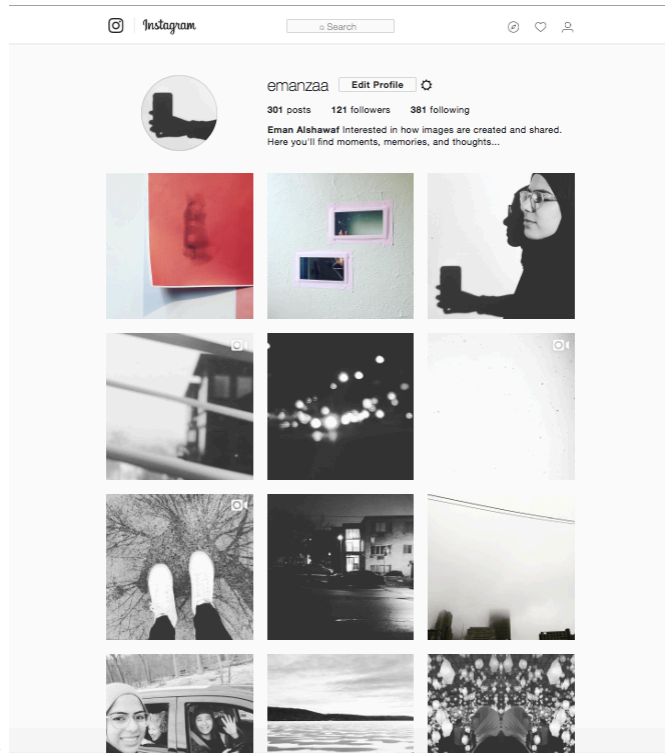 Instagram
Search
emanzaa Edit Profile
301 posts 121 followers 381 following
Eman Alshawaf Interested in how images are created and shared.
Here you'll find moments, memories, and thoughts...